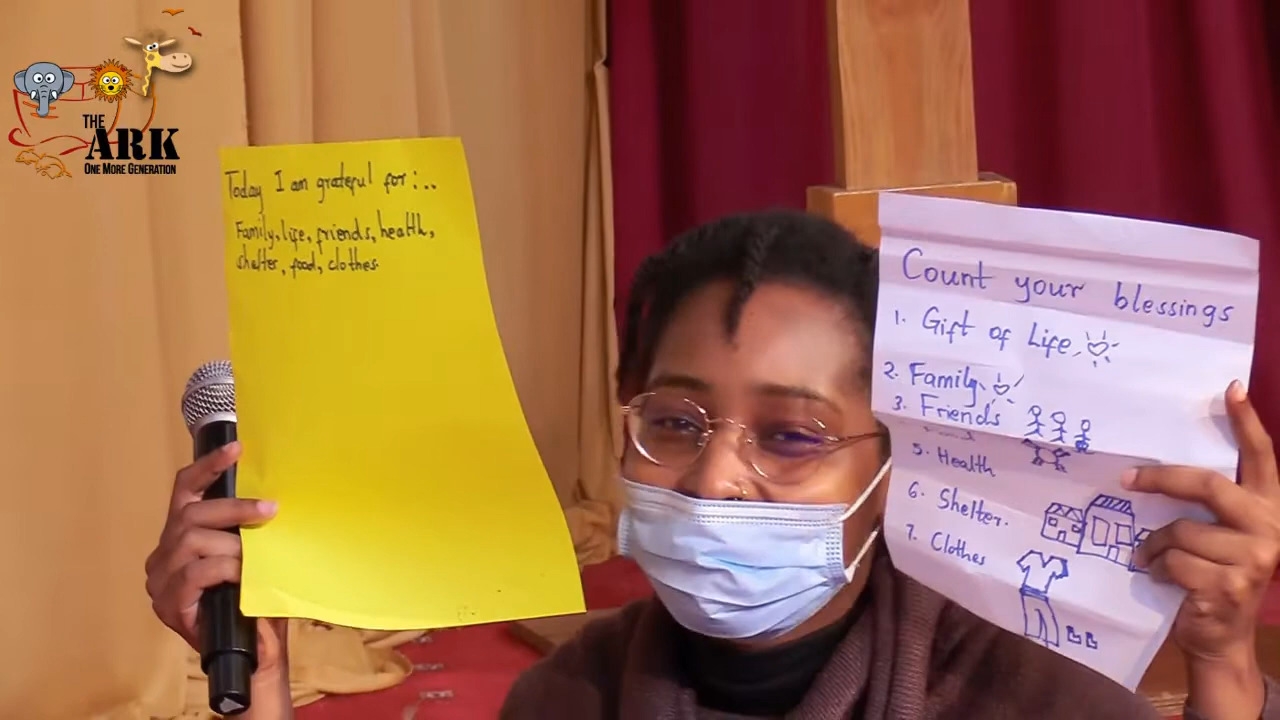 THE
ARK
ONE MORE GENERATION
Today I am grateful for:..
Family, life, friends, health,
shelter, food, clothes.
Count your blessings
1. Gift of Life
2. Family
3. Friends
5. Health
6. Shelter.
7. Clothes